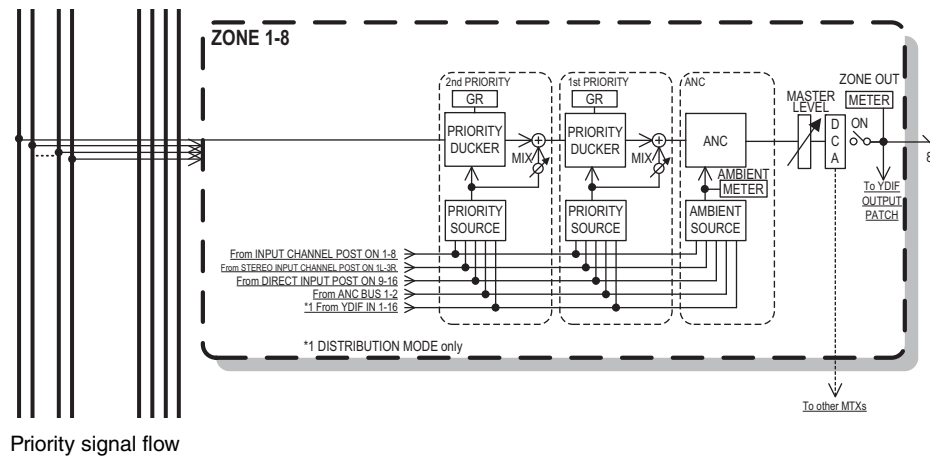 ZONE 1-8
2nd PRIORITY
1st PRIORITY
ANC
ZONE OUT
GR
GR
MASTER
LEVEL
METER
PRIORITY
DUCKER
MIX
PRIORITY
DUCKER
MIX
ANC
D
C
A
ON
8
AMBIENT
METER
To YDIF
OUTPUT
PATCH
PRIORITY
SOURCE
PRIORITY
SOURCE
AMBIENT
SOURCE
From INPUT CHANNEL POST ON 1-8
From STEREO INPUT CHANNEL POST ON 1L-3R
From DIRECT INPUT POST ON 9-16
From ANC BUS 1-2
*1 From YDIF IN 1-16
*1 DISTRIBUTION MODE only
To other MTXs
Priority signal flow